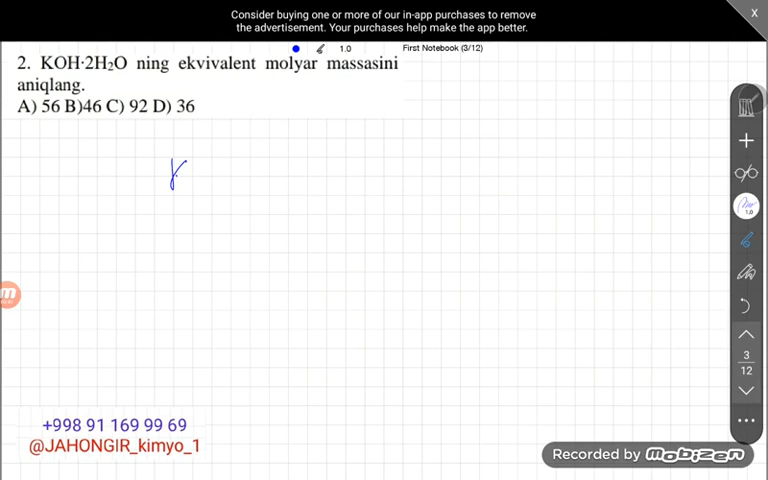 Consider buying one or more of our in-app purchases to remove
the advertisement. Your purchases help make the app better.
X
1.0
First Notebook (3/12)
2. KOH·2H₂O ning ekvivalent molyar massasini
aniqlang.
A) 56 B)46 C) 92 D) 36
1,0
3
12
+998 91 169 99 69
@JAHONGIR_kimyo_1
Recorded by MOBIZEN